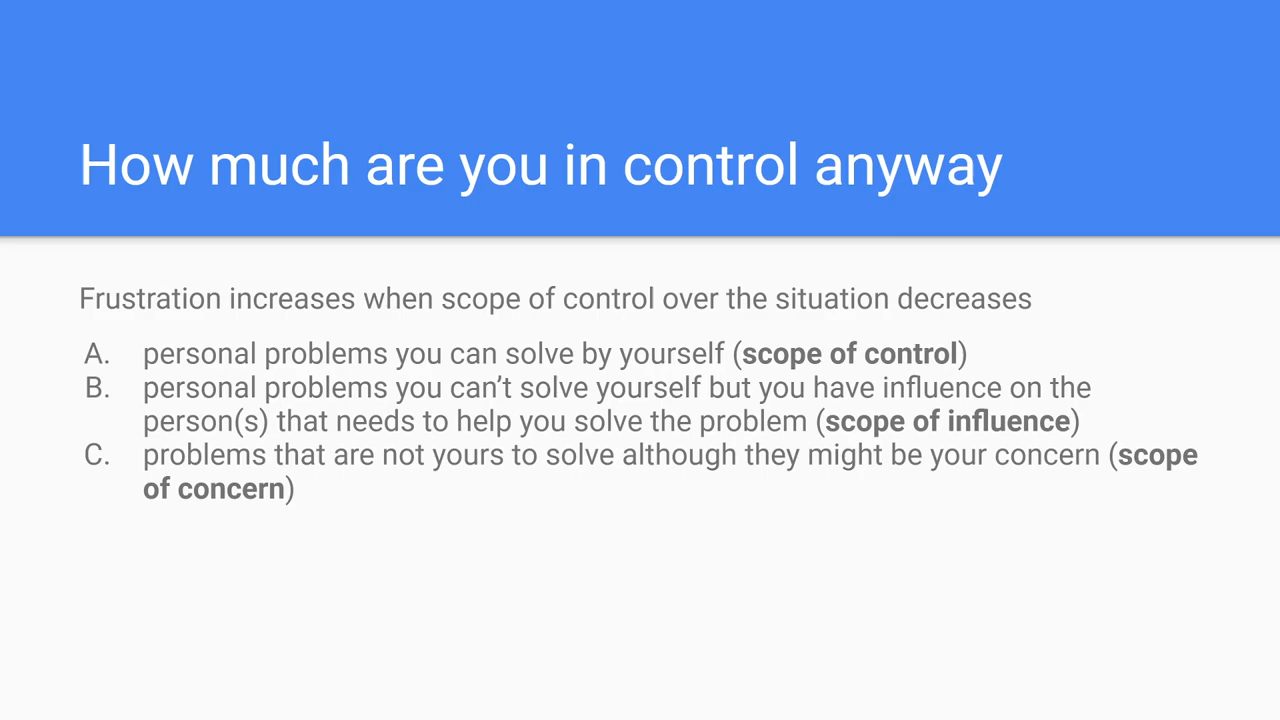 How much are you in control anyway
Frustration increases when scope of control over the situation decreases
A. personal problems you can solve by yourself (scope of control)
B. personal problems you can’t solve yourself but you have influence on the
person(s) that needs to help you solve the problem (scope of influence)
C. problems that are not yours to solve although they might be your concern (scope
of concern)